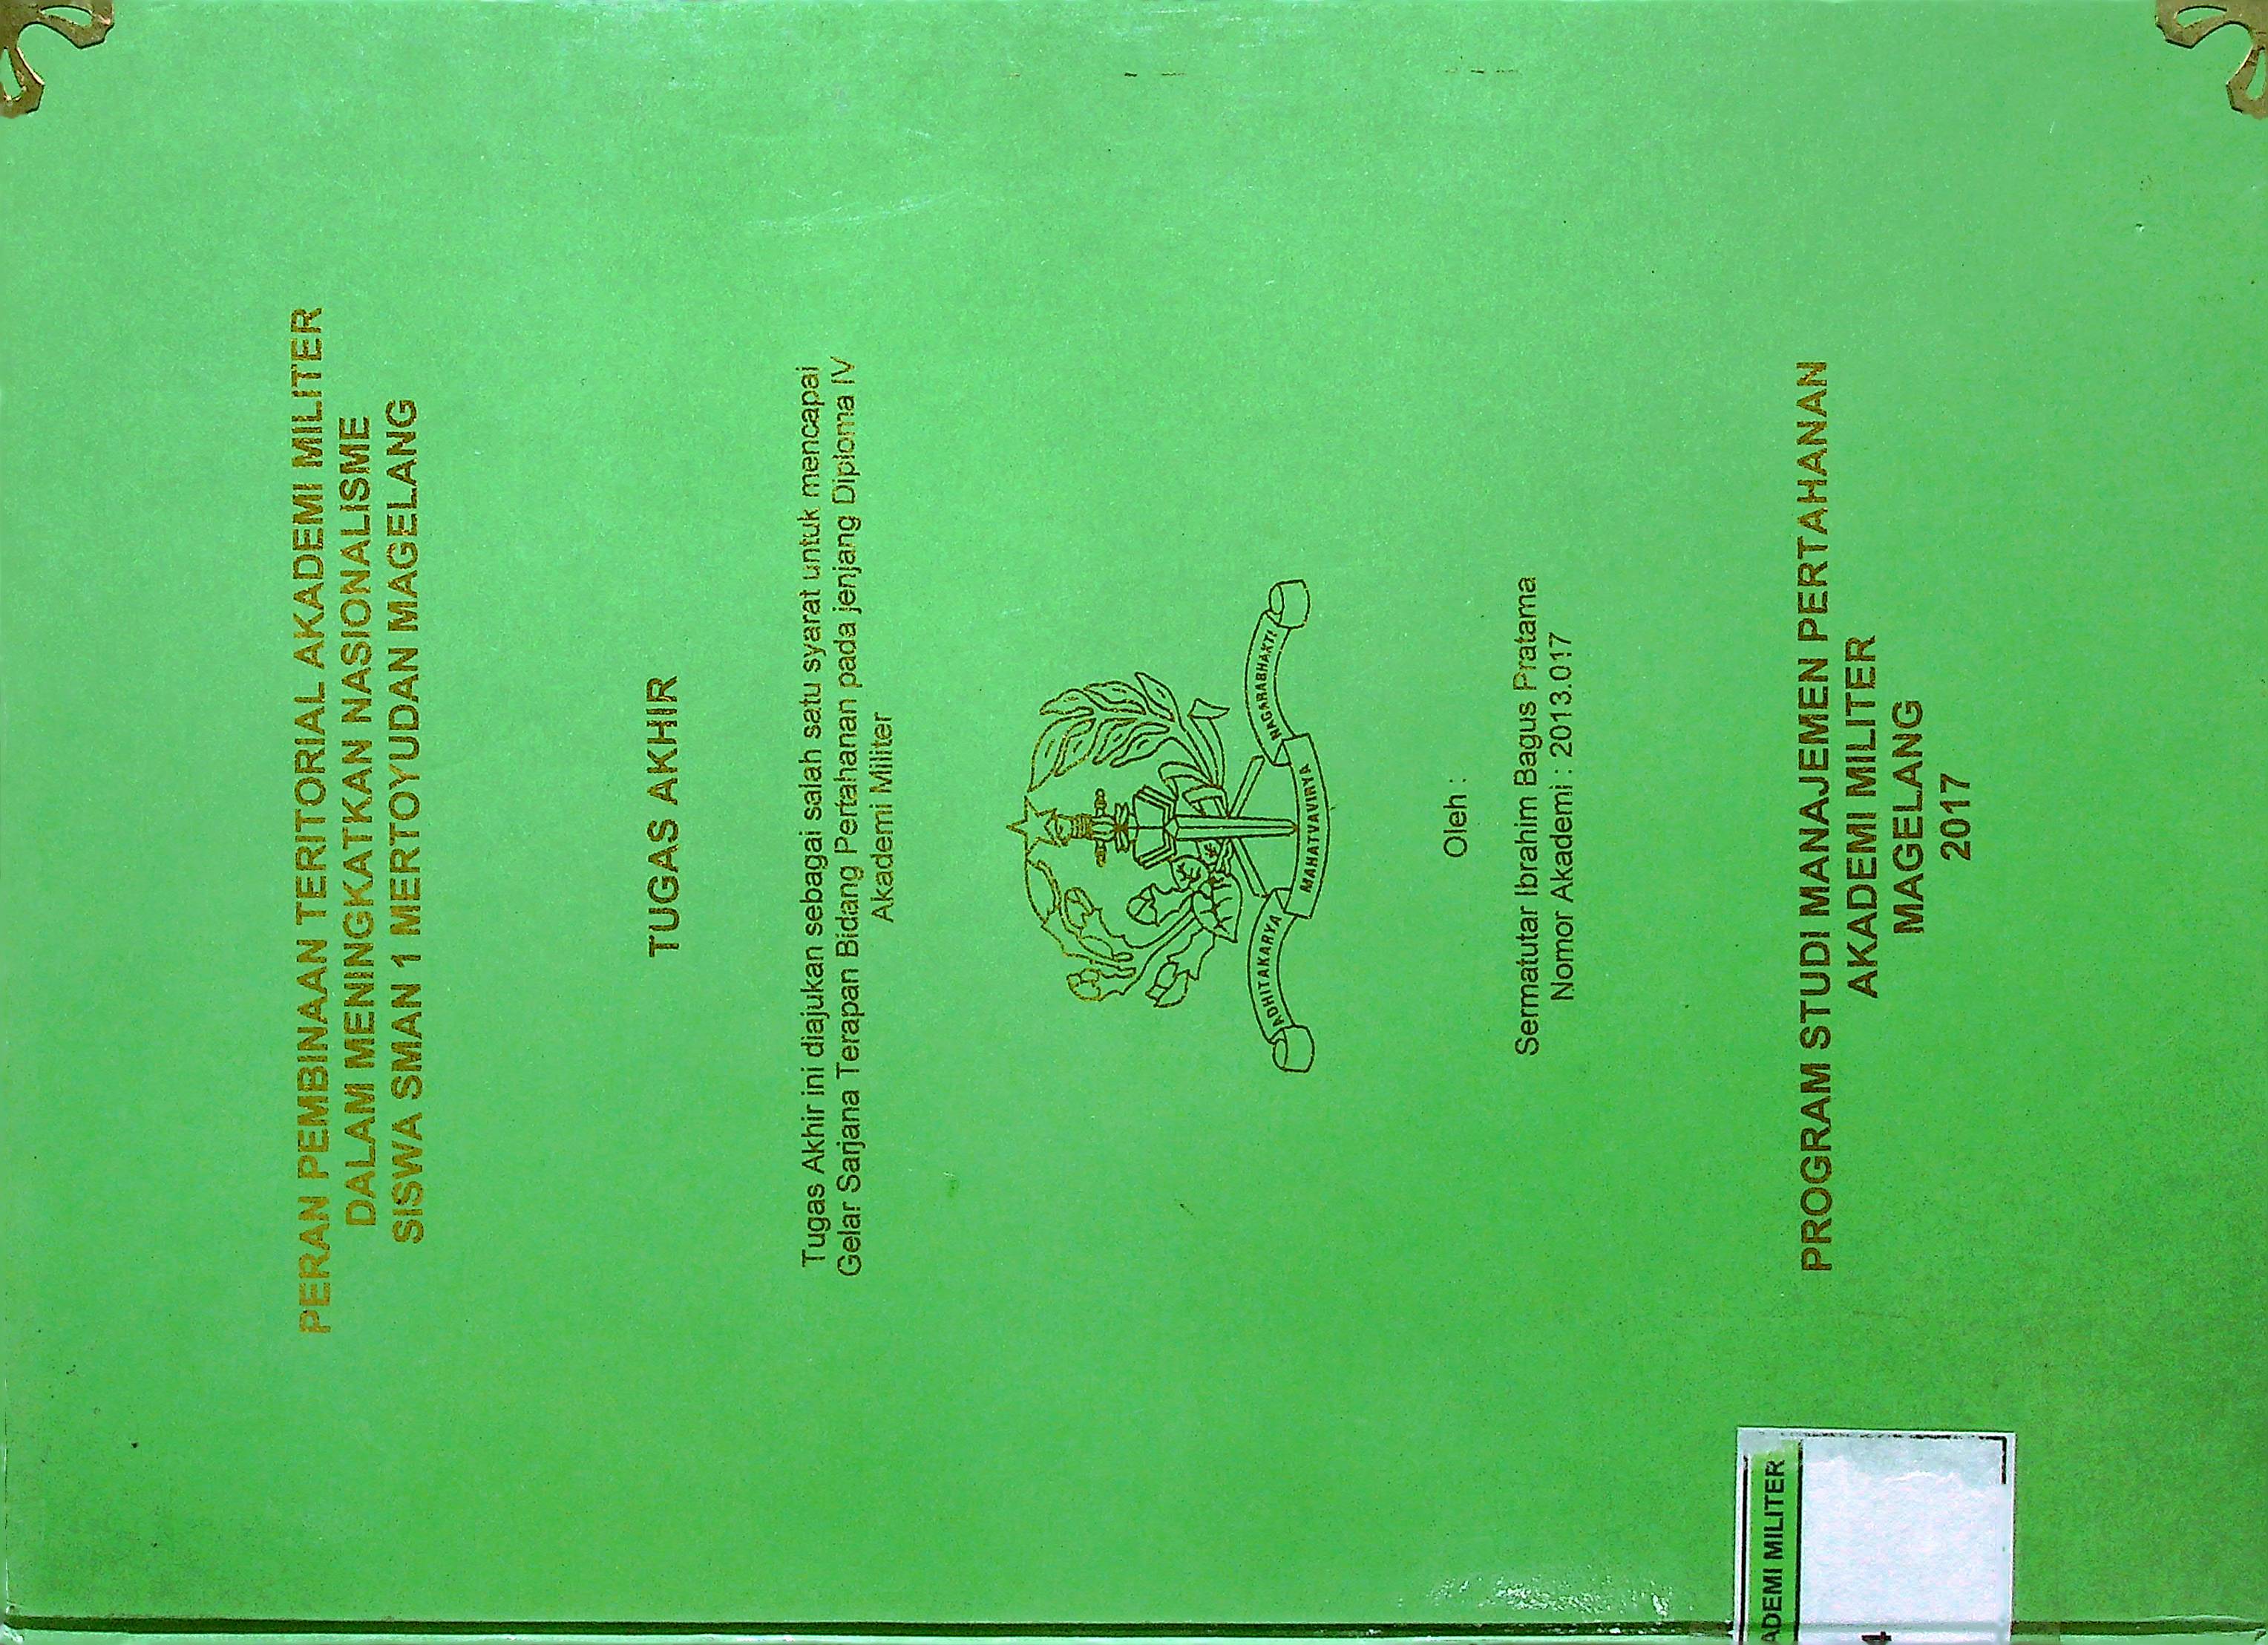 PERAN PEMBINAAN TERITORIAL AKADEMI MILITER
DALAM MENINGKATKAN NASIONALISME
SISWA SMAN 1 MERTOYUDAN MAGELANG
TUGAS AKHIR
Tugas Akhir ini diajukan sebagai salah satu syarat untuk mencapai
Gelar Sarjana Terapan Bidang Pertahanan pada jenjang Diploma IV
Akademi Militer
ADHITAKARYA MAHATVAVIRYA NAGARABHAKTI
Oleh :
Sermatutar Ibrahim Bagus Pratama
Nomor Akademi : 2013.017
PROGRAM STUDI MANAJEMEN PERTAHANAN
AKADEMI MILITER
MAGELANG
2017
ADEMI MILITER
4